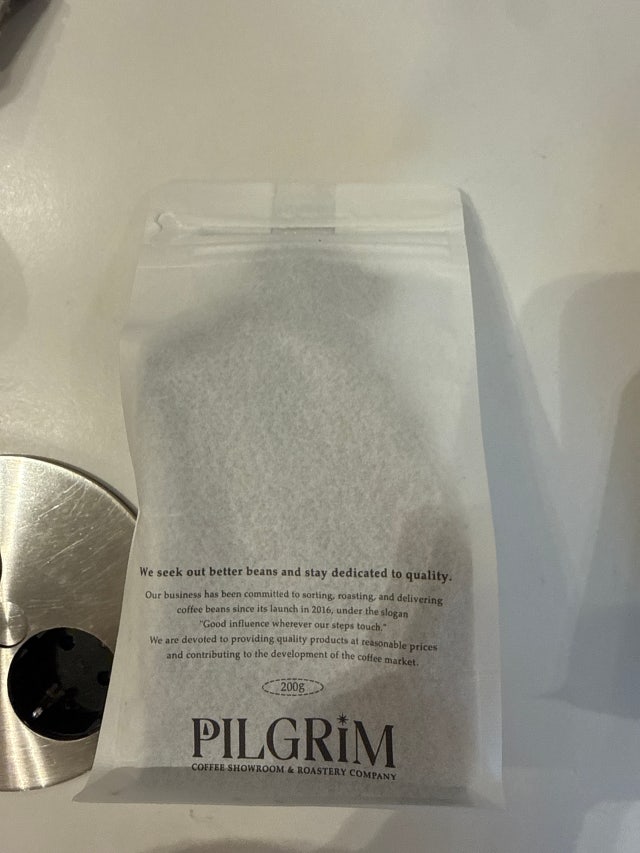 We seek out better beans and stay dedicated to quality.
Our business has been committed to sorting, roasting, and delivering
coffee beans since its launch in 2016, under the slogan
"Good influence wherever our steps touch."
We are devoted to providing quality products at reasonable prices
and contributing to the development of the coffee market.
200g
PILGRiM
COFFEE SHOWROOM & ROASTERY COMPANY